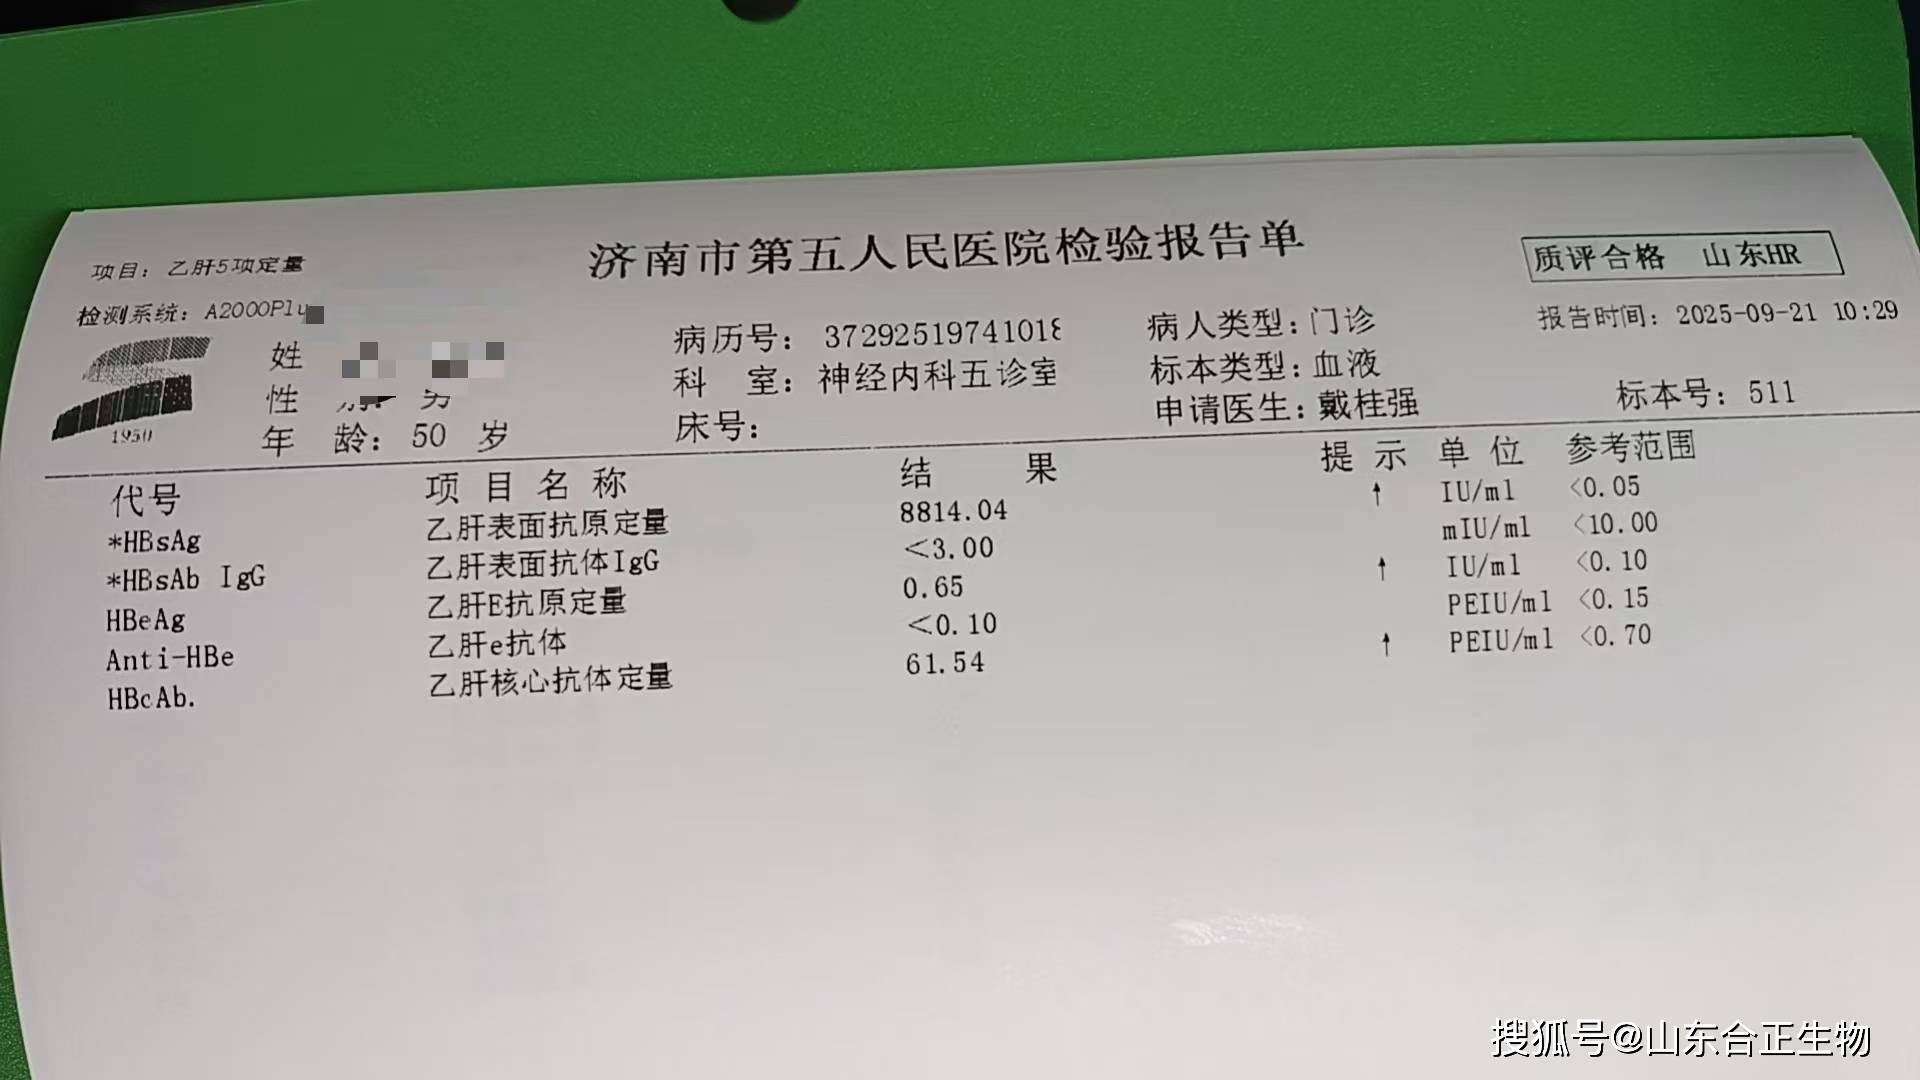 济南市第五人民医院检验报告单
质评合格 山东HR
项目: 乙肝5项定量
检测系统: A2000Plu
报告时间: 2025-09-21 10:29
1950
姓
病历号: 37292519741018
病人类型: 门诊
性 别: 男
科 室: 神经内科五诊室
标本类型: 血液
年 龄: 50 岁
床号:
申请医生: 戴桂强
标本号: 511
代号 项目名称 结 果 提 示 单 位 参考范围
*HBsAg 乙肝表面抗原定量 8814.04 ↑ IU/ml <0.05
*HBsAb IgG 乙肝表面抗体IgG <3.00 mIU/ml <10.00
HBeAg 乙肝E抗原定量 0.65 ↑ IU/ml <0.10
Anti-HBe 乙肝e抗体 <0.10 PEIU/ml <0.15
HBcAb. 乙肝核心抗体定量 61.54 ↑ PEIU/ml <0.70
搜狐号@山东合正生物